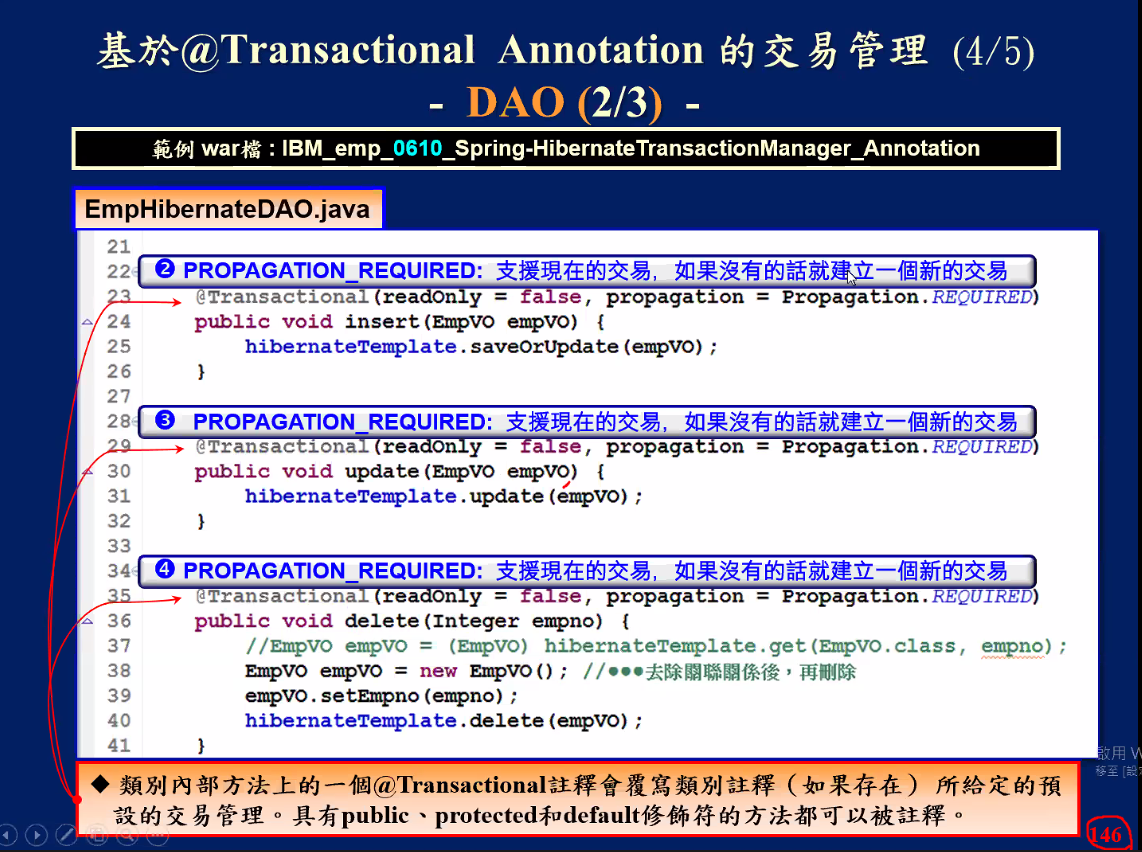 基於@Transactional Annotation 的交易管理 (4/5)
- DAO (2/3) -
範例 war檔 : IBM_emp_0610_Spring-HibernateTransactionManager_Annotation
EmpHibernateDAO.java
21
22 ❷ PROPAGATION_REQUIRED: 支援現在的交易, 如果沒有的話就建立一個新的交易
23 @Transactional(readOnly = false, propagation = Propagation.REQUIRED)
24 public void insert(EmpVO empVO) {
25 hibernateTemplate.saveOrUpdate(empVO);
26 }
27
28 ❸ PROPAGATION_REQUIRED: 支援現在的交易, 如果沒有的話就建立一個新的交易
29 @Transactional(readOnly = false, propagation = Propagation.REQUIRED)
30 public void update(EmpVO empVO) {
31 hibernateTemplate.update(empVO);
32 }
33
34 ❹ PROPAGATION_REQUIRED: 支援現在的交易, 如果沒有的話就建立一個新的交易
35 @Transactional(readOnly = false, propagation = Propagation.REQUIRED)
36 public void delete(Integer empno) {
37 //EmpVO empVO = (EmpVO) hibernateTemplate.get(EmpVO.class, empno);
38 EmpVO empVO = new EmpVO(); //●●●去除關聯關係後，再刪除
39 empVO.setEmpno(empno);
40 hibernateTemplate.delete(empVO);
41 }
◆ 類別內部方法上的一個@Transactional註釋會覆寫類別註釋（如果存在） 所給定的預
設的交易管理。具有public、protected和default修飾符的方法都可以被註釋。
啟用 W
移至 [設
146